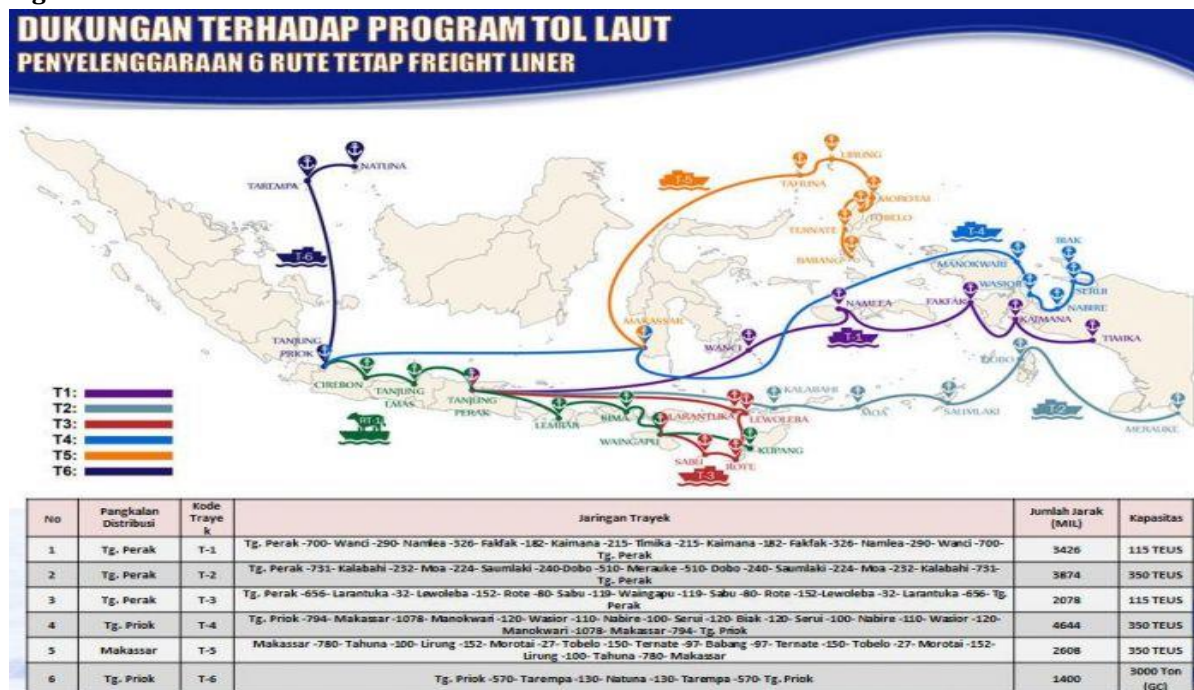 DUKUNGAN TERHADAP PROGRAM TOL LAUT
PENYELENGGARAAN 6 RUTE TETAP FREIGHT LINER
NATUNA
TAREMPA
T-6
TANJUNG
PRIOK
CIREBON
TANJUNG
EMAS
TANJUNG
PERAK
LEMBAR
BIMA
WAINGAPU
LARANTUKA
LEWOLEBA
KUPANG
SABU
ROTE
T-3
KALABAHI
MOA
SAUMLAKI
DOBO
T-2
MERAUKE
MAKASSAR
WANCI
NAMLEA
T-1
FAKFAK
KAIMANA
TIMIKA
T-5
TAHUNA
LIRUNG
MOROTAI
TOBELO
TERNATE
BABANG
T-4
MANOKWARI
WASIOR
BIAK
SERUI
NABIRE
T1:
T2:
T3:
T4:
T5:
T6:
No Pangkalan Distribusi Kode Traye k Jaringan Trayek Jumlah Jarak (MIL) Kapasitas
1 Tg. Perak T-1 Tg. Perak -700- Wanci -290- Namlea -326- Fakfak -182- Kaimana -215- Timika -215- Kaimana -182- Fakfak-326- Namlea -290- Wanci -700- Tg. Perak 3426 115 TEUS
2 Tg. Perak T-2 Tg. Perak -731- Kalabahi -232- Moa -224- Saumlaki -240-Dobo -510- Merauke -510- Dobo -240- Saumlaki -224- Moa -232- Kalabahi -731- Tg. Perak 3874 350 TEUS
3 Tg. Perak T-3 Tg. Perak -656- Larantuka -32- Lewoleba -152- Rote -80- Sabu -119- Waingapu -119- Sabu -80- Rote -152-Lewoleba -32- Larantuka -656- Tg. Perak 2078 115 TEUS
4 Tg. Priok T-4 Tg. Priok -794- Makassar -1078- Manokwari -120- Wasior -110- Nabire -100- Serui -120- Biak -120- Serui -100- Nabire -110- Wasior -120- Manokwari -1078- Makassar -794- Tg. Priok 4644 350 TEUS
5 Makassar T-5 Makassar -780- Tahuna -100- Lirung -152- Morotai -27- Tobelo -150- Ternate -97- Babang -97- Ternate -150- Tobelo -27- Morotai -152- Lirung -100- Tahuna -780- Makassar 2608 350 TEUS
6 Tg. Priok T-6 Tg. Priok -570- Tarempa -130- Natuna -130- Tarempa -570- Tg. Priok 1400 3000 Ton (GC)